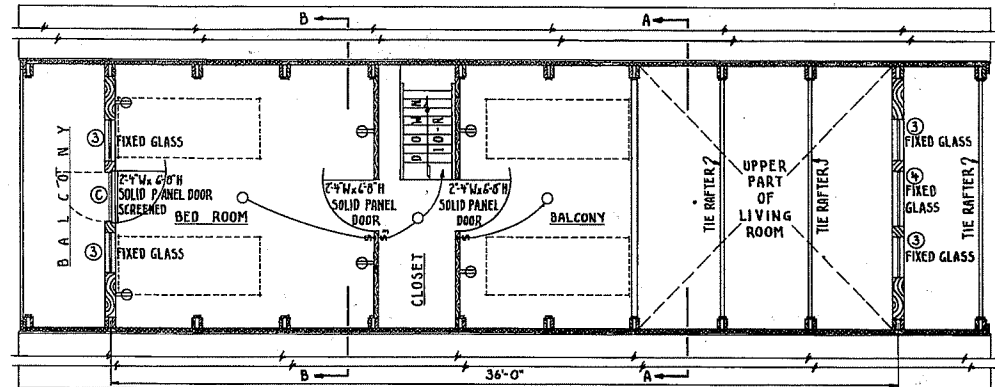 B
A
BALCONY
3
FIXED GLASS
C
2'-4"W x 6'-8"H
SOLID PANEL DOOR
SCREENED
3
FIXED GLASS
BED ROOM
2'-4"W x 6'-8"H
SOLID PANEL
DOOR
S
S3
DOWN
10-R
CLOSET
2'-4"W x 6'-8"H
SOLID PANEL
DOOR
S
BALCONY
TIE RAFTER
UPPER
PART
OF
LIVING
ROOM
TIE RAFTER
3
FIXED GLASS
4
FIXED
GLASS
3
FIXED GLASS
TIE RAFTER
B
36'-0"
A